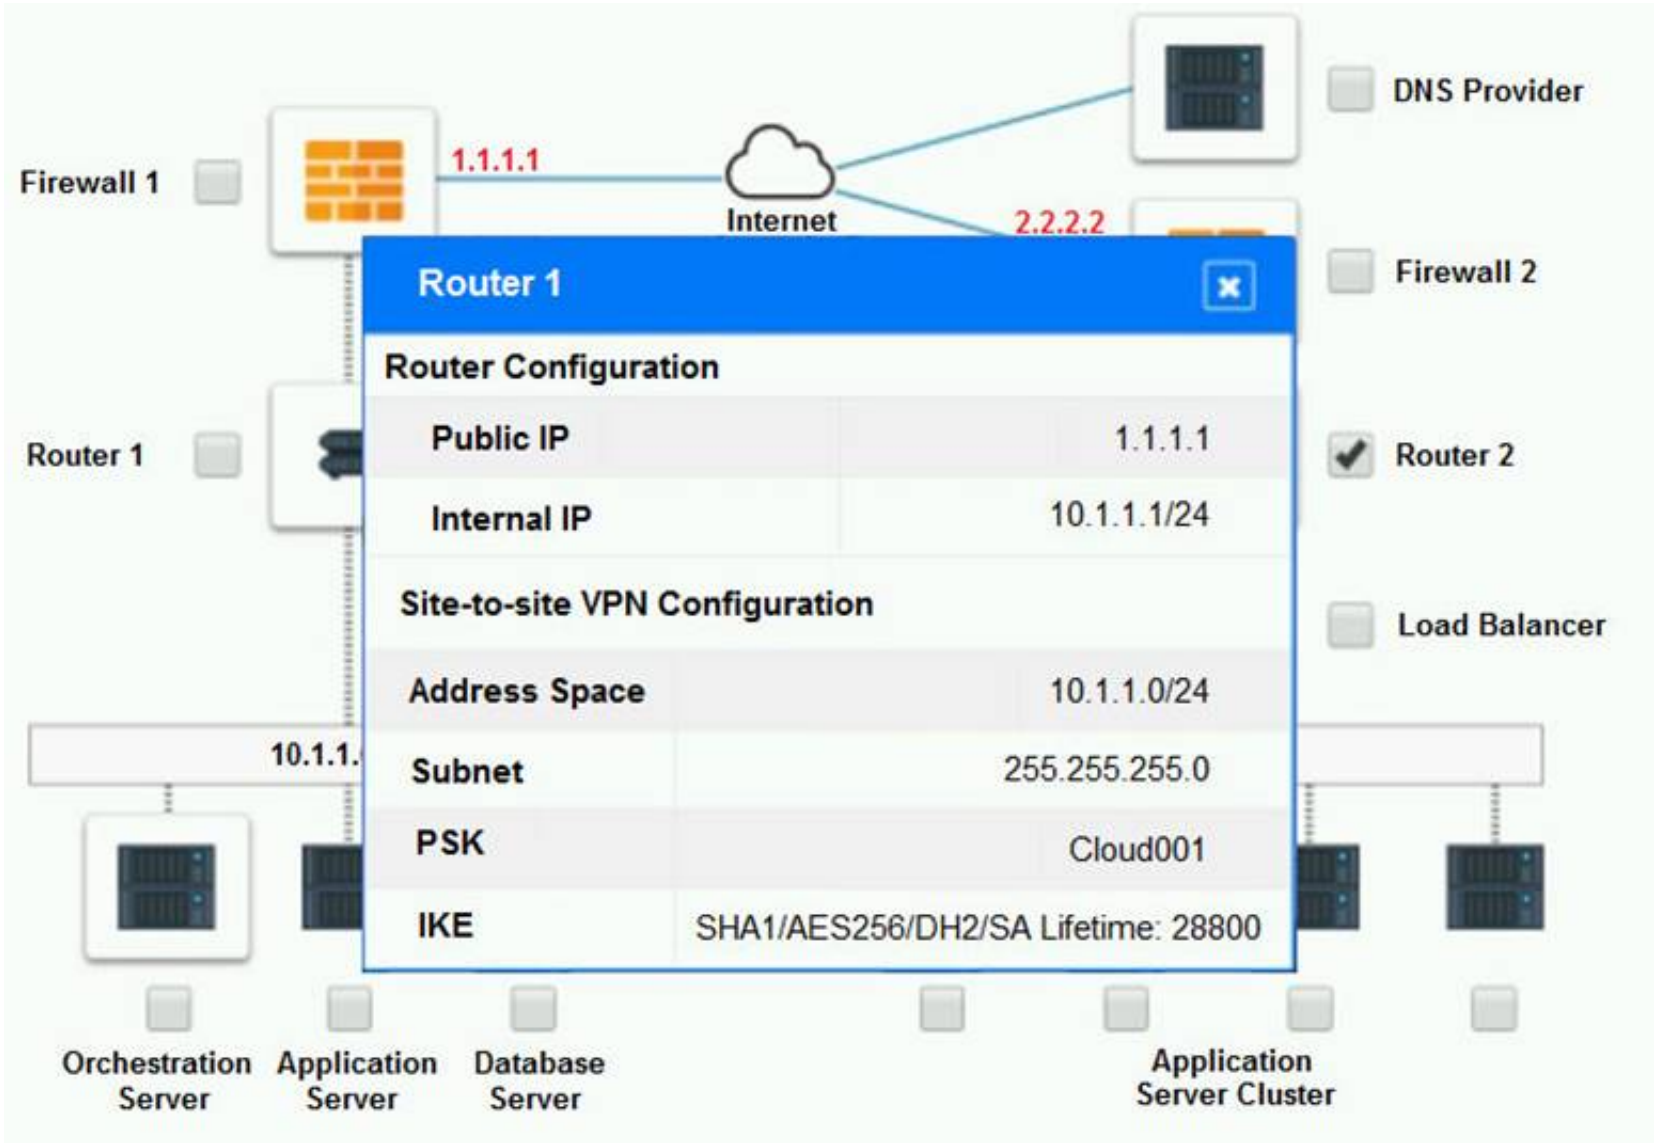 DNS Provider
1.1.1.1
Firewall 1
Internet
2.2.2.2
Firewall 2
Router 1
Router Configuration
Public IP 1.1.1.1
Internal IP 10.1.1.1/24
Router 1
Router 2
Site-to-site VPN Configuration
Load Balancer
Address Space 10.1.1.0/24
10.1.1.
Subnet 255.255.255.0
PSK Cloud001
IKE SHA1/AES256/DH2/SA Lifetime: 28800
Orchestration
Server
Application
Server
Database
Server
Application
Server Cluster